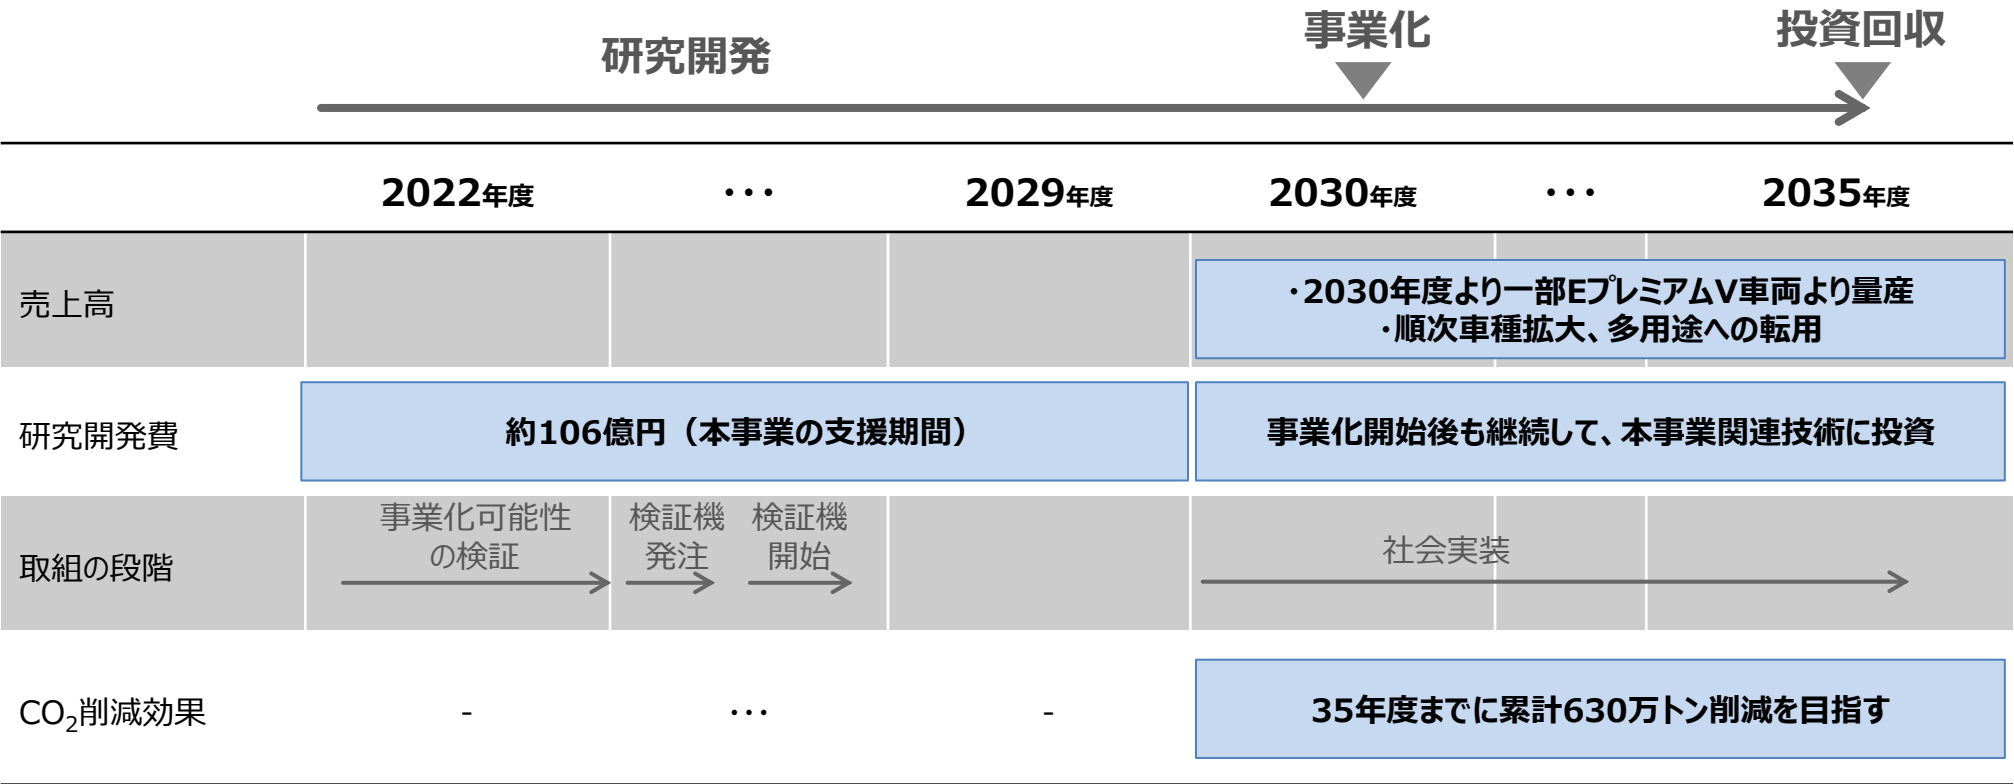 研究開発
事業化
投資回収
2022年度
・・・
2029年度
2030年度
・・・
2035年度
売上高
・2030年度より一部EプレミアムV車両より量産
・順次車種拡大、多用途への転用
研究開発費
約106億円（本事業の支援期間）
事業化開始後も継続して、本事業関連技術に投資
取組の段階
事業化可能性
の検証
検証機
発注
検証機
開始
社会実装
CO2削減効果
-
・・・
-
35年度までに累計630万トン削減を目指す